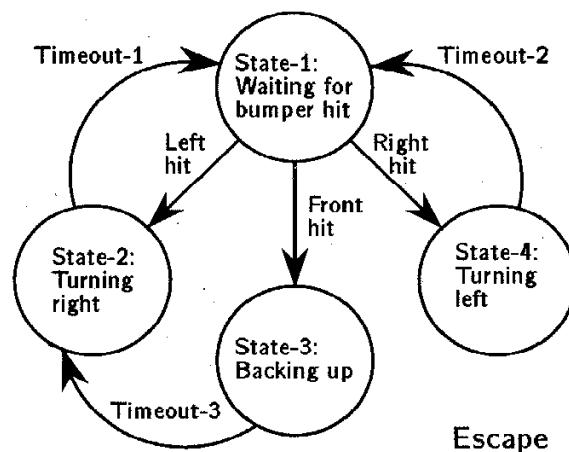 Timeout-1
State-1:
Waiting for
bumper hit
Timeout-2
Left
hit
Right
hit
Front
hit
State-2:
Turning
right
State-4:
Turning
left
State-3:
Backing up
Timeout-3
Escape